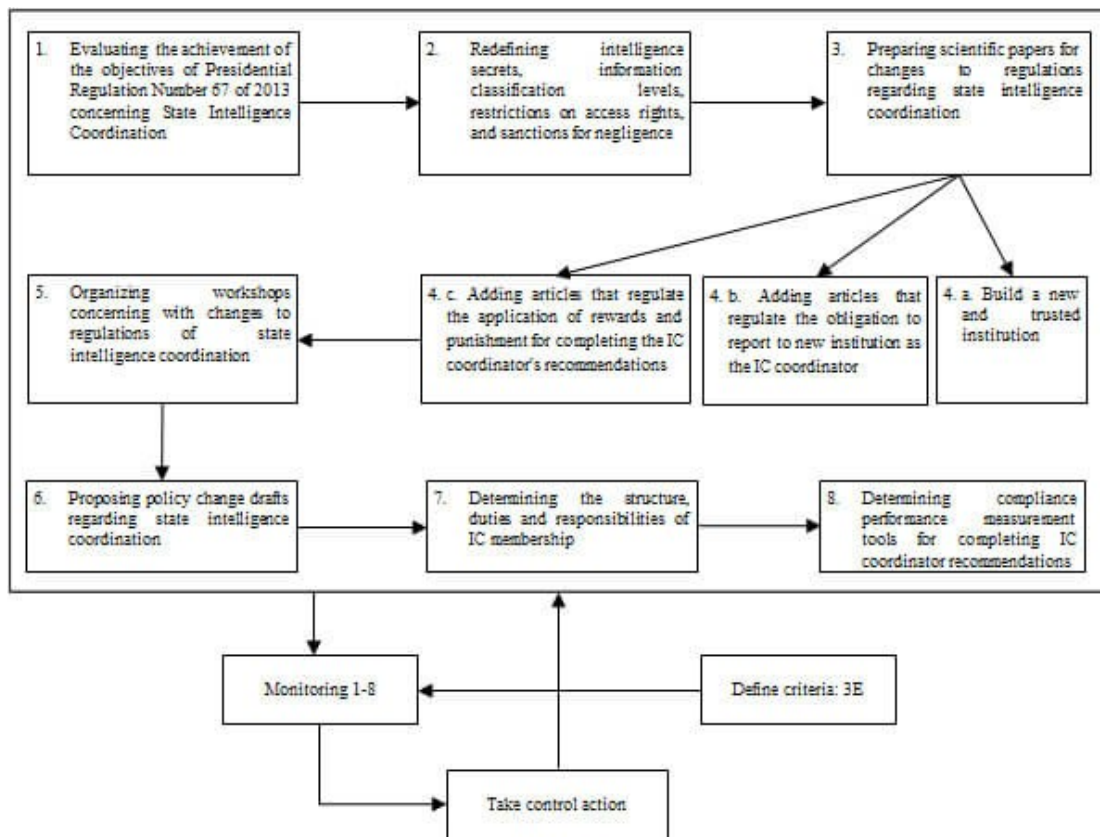 1. Evaluating the achievement of
the objectives of Presidential
Regulation Number 67 of 2013
concerning State Intelligence
Coordination
2. Redefining intelligence
secrets, information
classification levels,
restrictions on access rights,
and sanctions for negligence
3. Preparing scientific papers for
changes to regulations
regarding state intelligence
coordination
4. c. Adding articles that regulate
the application of rewards and
punishment for completing the IC
coordinator's recommendations
4. b. Adding articles that
regulate the obligation to
report to new institution as
the IC coordinator
4. a. Build a new
and trusted
institution
5. Organizing workshops
concerning with changes to
regulations of state
intelligence coordination
6. Proposing policy change drafts
regarding state intelligence
coordination
7. Determining the structure,
duties and responsibilities of
IC membership
8. Determining compliance
performance measurement
tools for completing IC
coordinator recommendations
Monitoring 1-8
Define criteria: 3E
Take control action